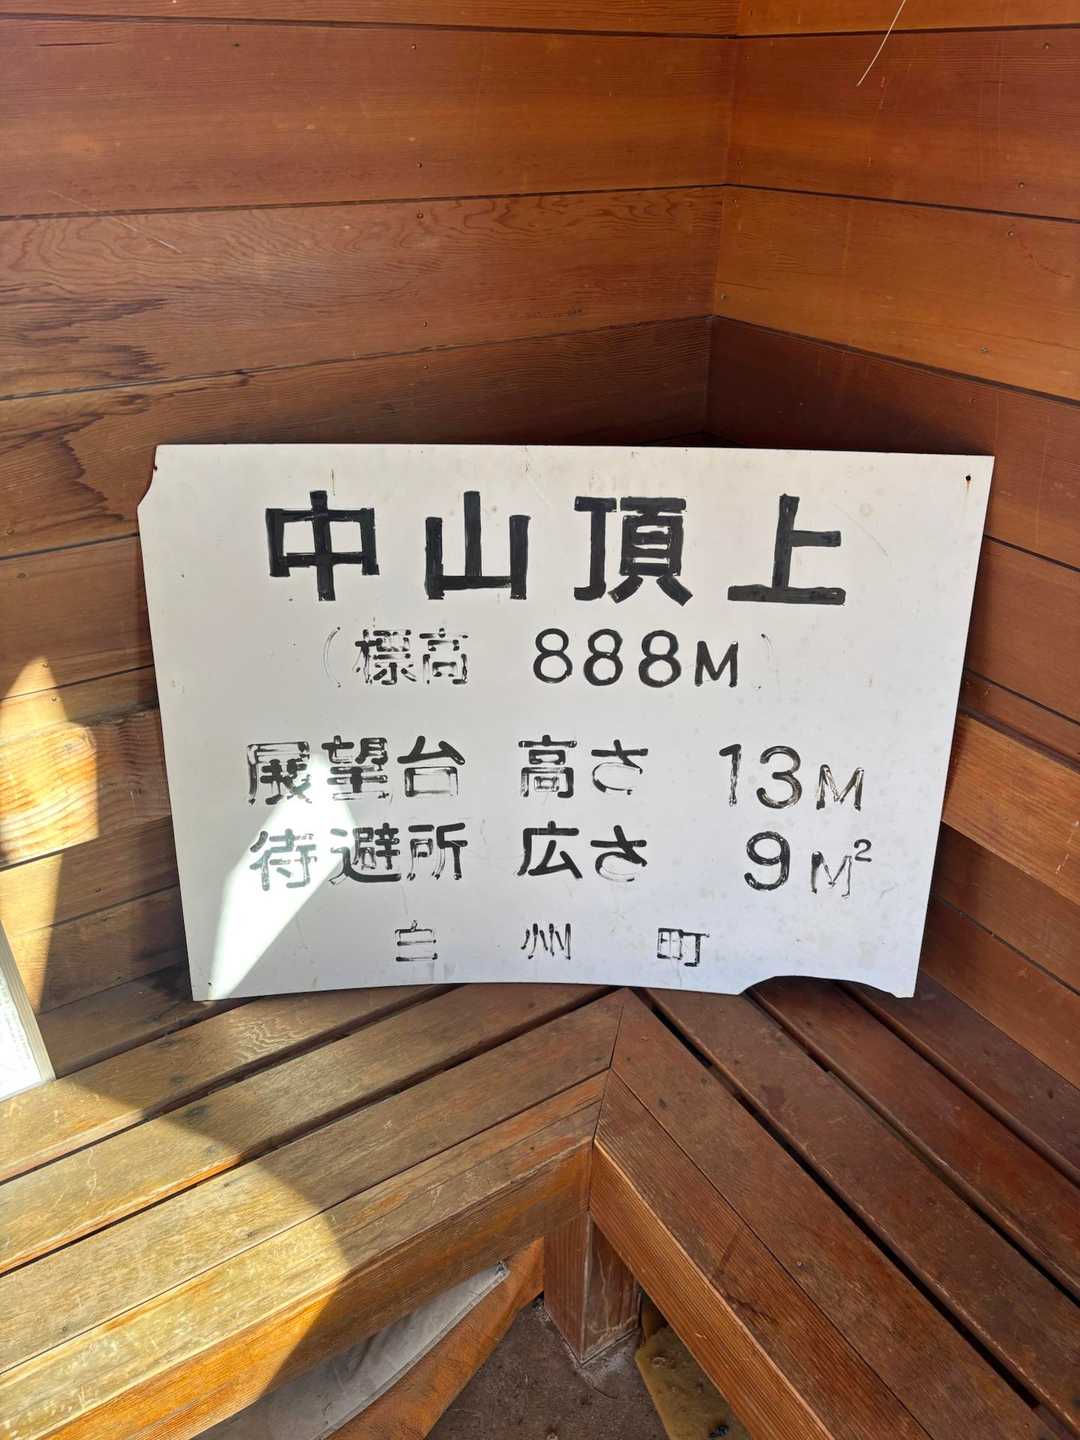 中山頂上
（標高 888M）
展望台 高さ 13M
待避所 広さ 9M²
白州町